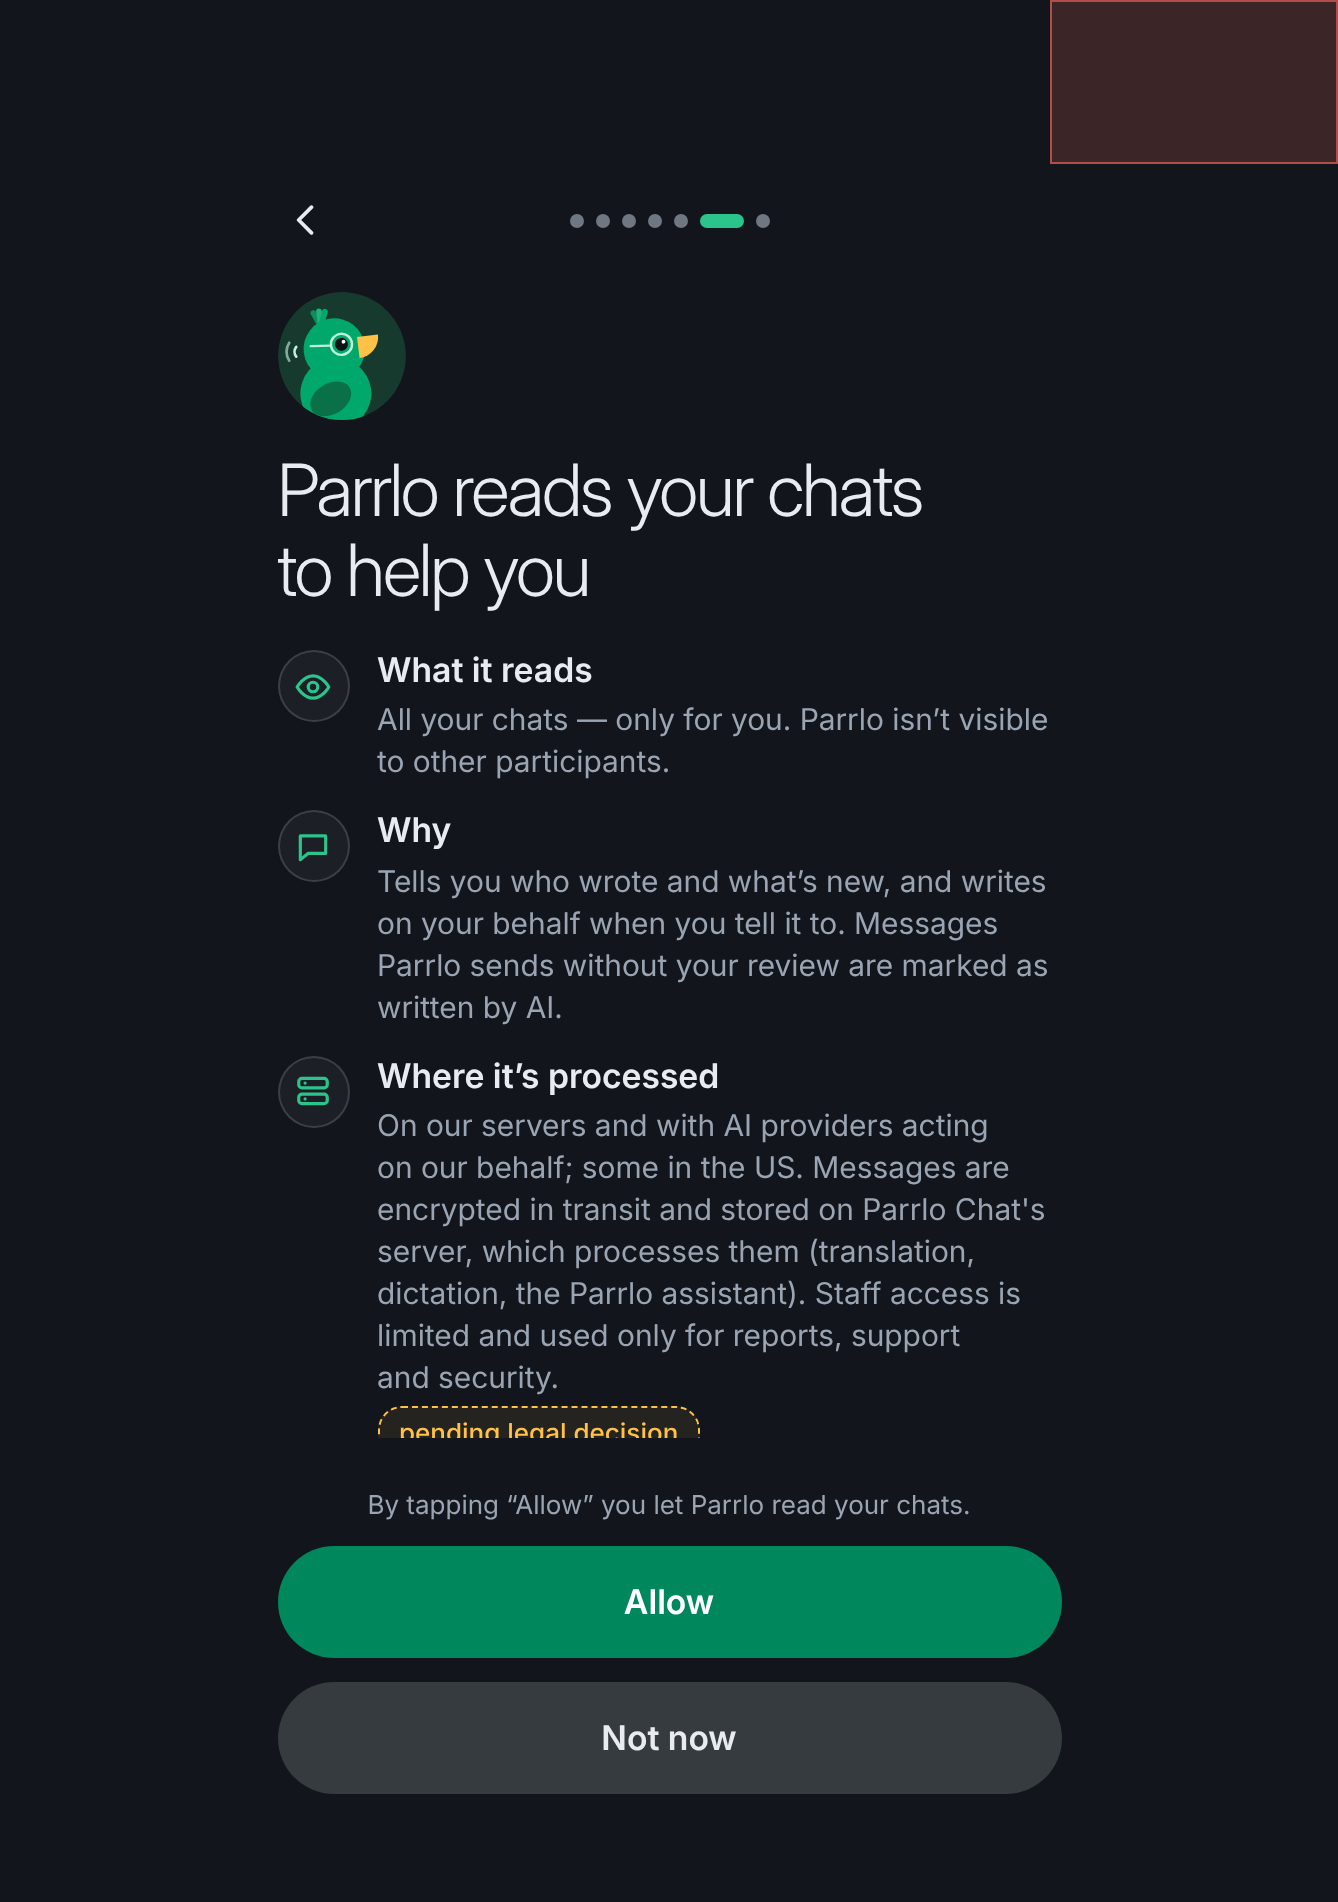 Parrlo reads your chats
to help you
What it reads
All your chats — only for you. Parrlo isn’t visible
to other participants.
Why
Tells you who wrote and what’s new, and writes
on your behalf when you tell it to. Messages
Parrlo sends without your review are marked as
written by AI.
Where it’s processed
On our servers and with AI providers acting
on our behalf; some in the US. Messages are
encrypted in transit and stored on Parrlo Chat's
server, which processes them (translation,
dictation, the Parrlo assistant). Staff access is
limited and used only for reports, support
and security.
pending legal decision
By tapping “Allow” you let Parrlo read your chats.
Allow
Not now